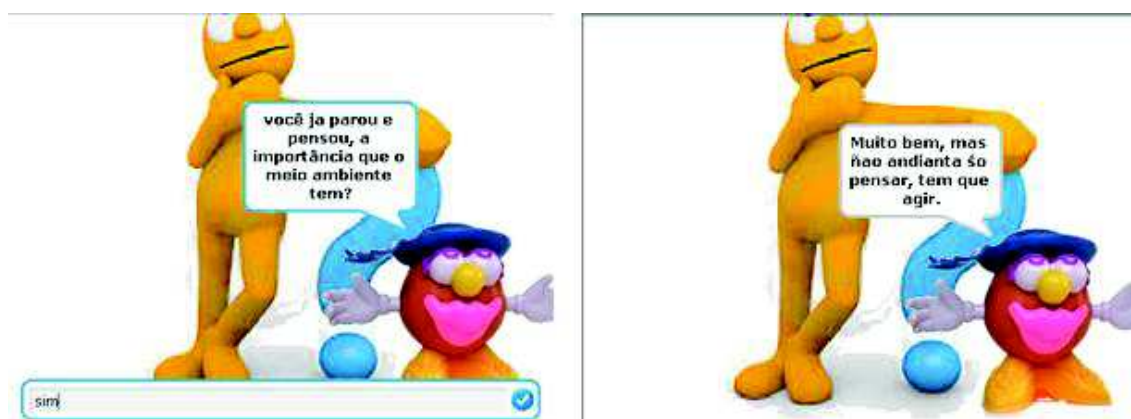 você ja parou e
pensou, a
importância que o
meio ambiente
tem?
sim
Muito bem, mas
ñao andianta śo
pensar, tem que
agir.